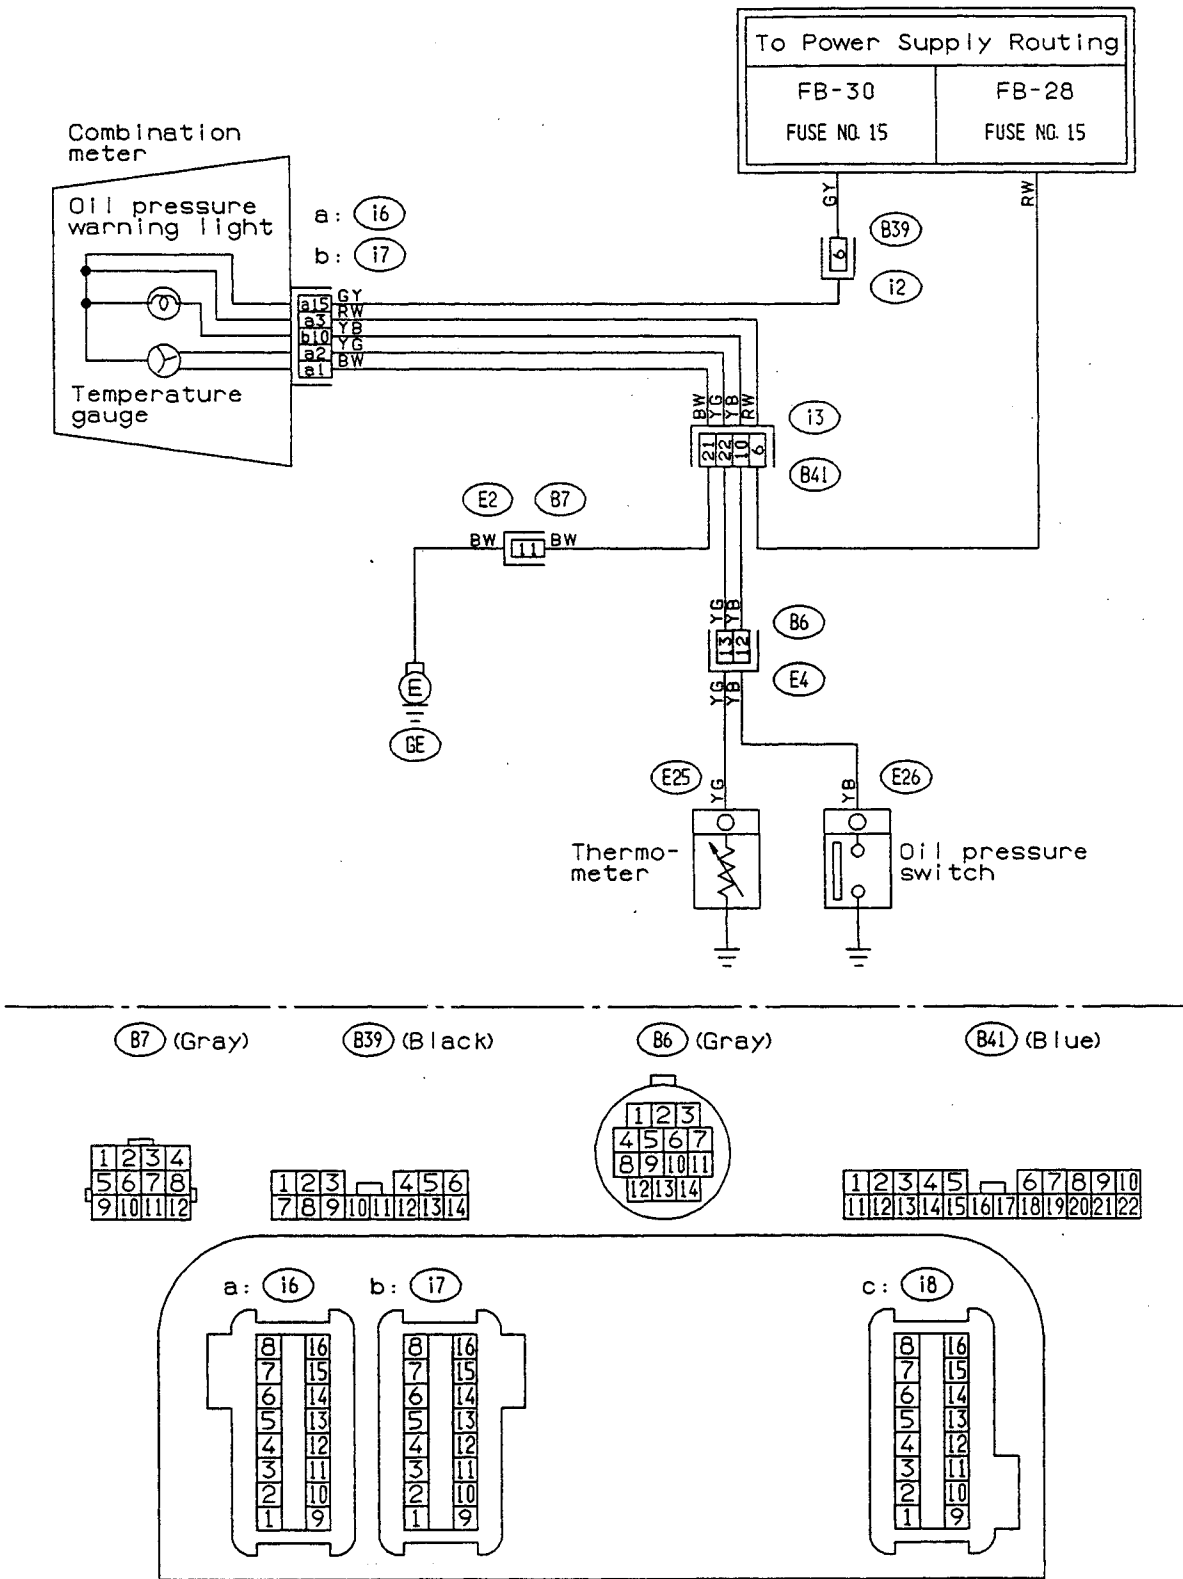 To Power Supply Routing
FB-30
FUSE NO. 15
FB-28
FUSE NO. 15
Combination
meter
Oil pressure
warning light
a: i6
b: i7
GY
RW
B39
6
i2
a15 GY
a3 RW
b10 YB
a2 YG
a1 BW
Temperature
gauge
BW YG YB RW
i3
21 22 10 6
B41
E2 B7
BW 11 BW
E
GE
YG YB
B6
13 12
E4
YG YB
E25
YG
YB
E26
Thermo-
meter
Oil pressure
switch
B7 (Gray)
B39 (Black)
B6 (Gray)
B41 (Blue)
1 2 3 4
5 6 7 8
9 10 11 12
1 2 3 4 5 6
7 8 9 10 11 12 13 14
1 2 3
4 5 6 7
8 9 10 11
12 13 14
1 2 3 4 5 6 7 8 9 10
11 12 13 14 15 16 17 18 19 20 21 22
a: i6
8 16
7 15
6 14
5 13
4 12
3 11
2 10
1 9
b: i7
8 16
7 15
6 14
5 13
4 12
3 11
2 10
1 9
c: i8
8 16
7 15
6 14
5 13
4 12
3 11
2 10
1 9